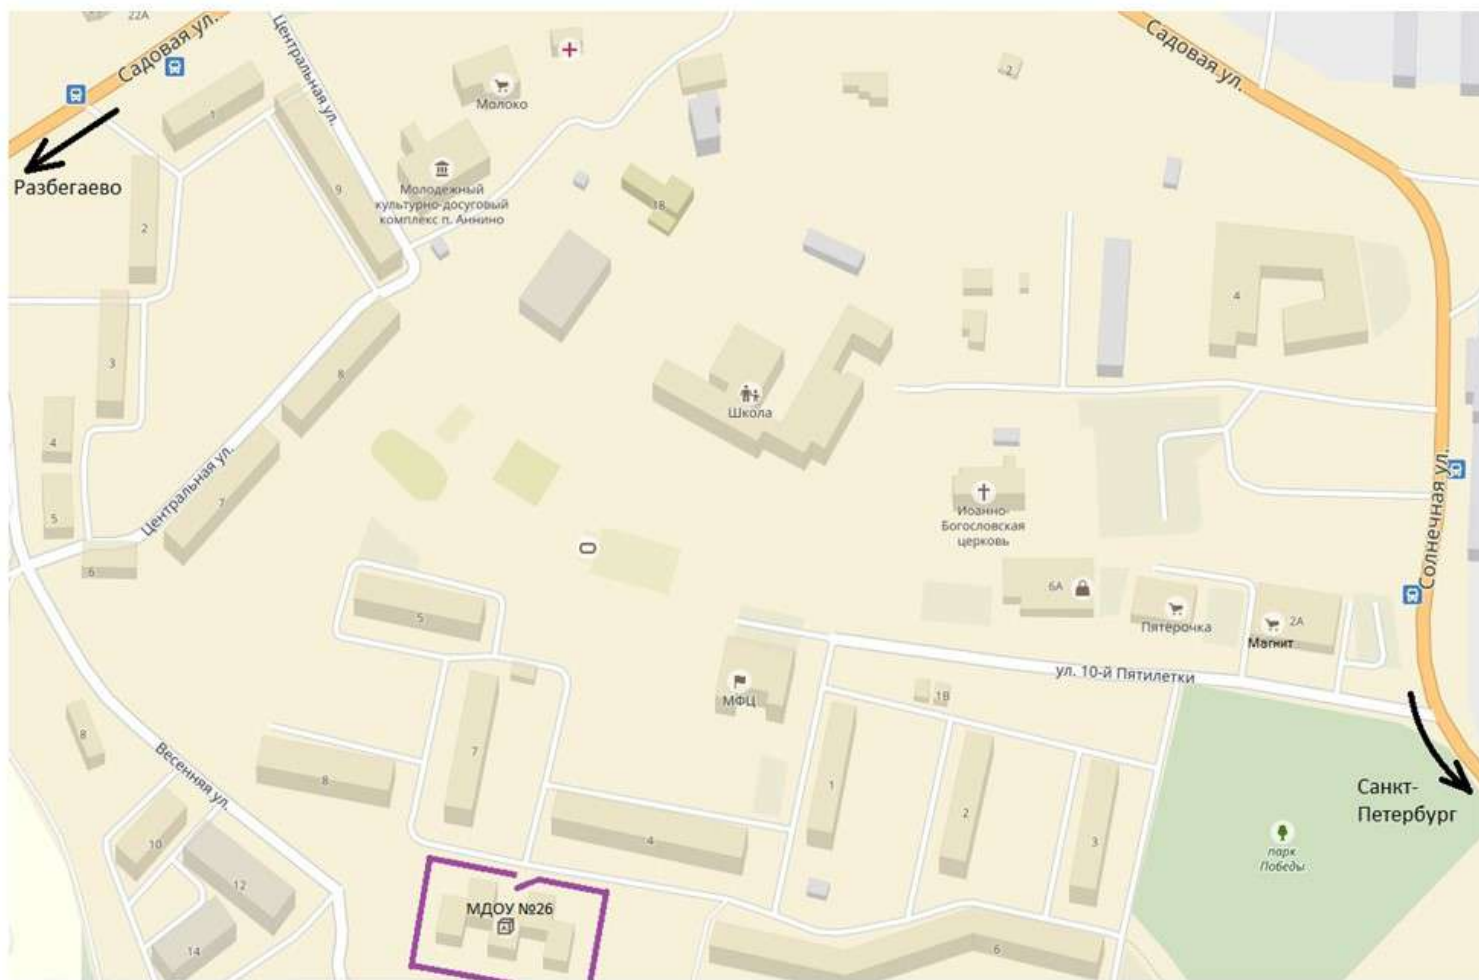 22А
Садовая ул.
Центральная ул.
Садовая ул.
1
Молоко
2
Разбегаево
9
Молодежный
культурно-досуговый
комплекс п. Аннино
1В
2
4
3
8
Школа
4
5
7
Центральная ул.
Иоанно-
Богословская
церковь
Солнечная ул.
6
5
6А
Пятерочка
2А
Магнит
ул. 10-й Пятилетки
МФЦ
1В
8
Весенняя ул.
7
8
1
2
3
4
10
12
14
Санкт-
Петербург
парк
Победы
МДОУ №26
6